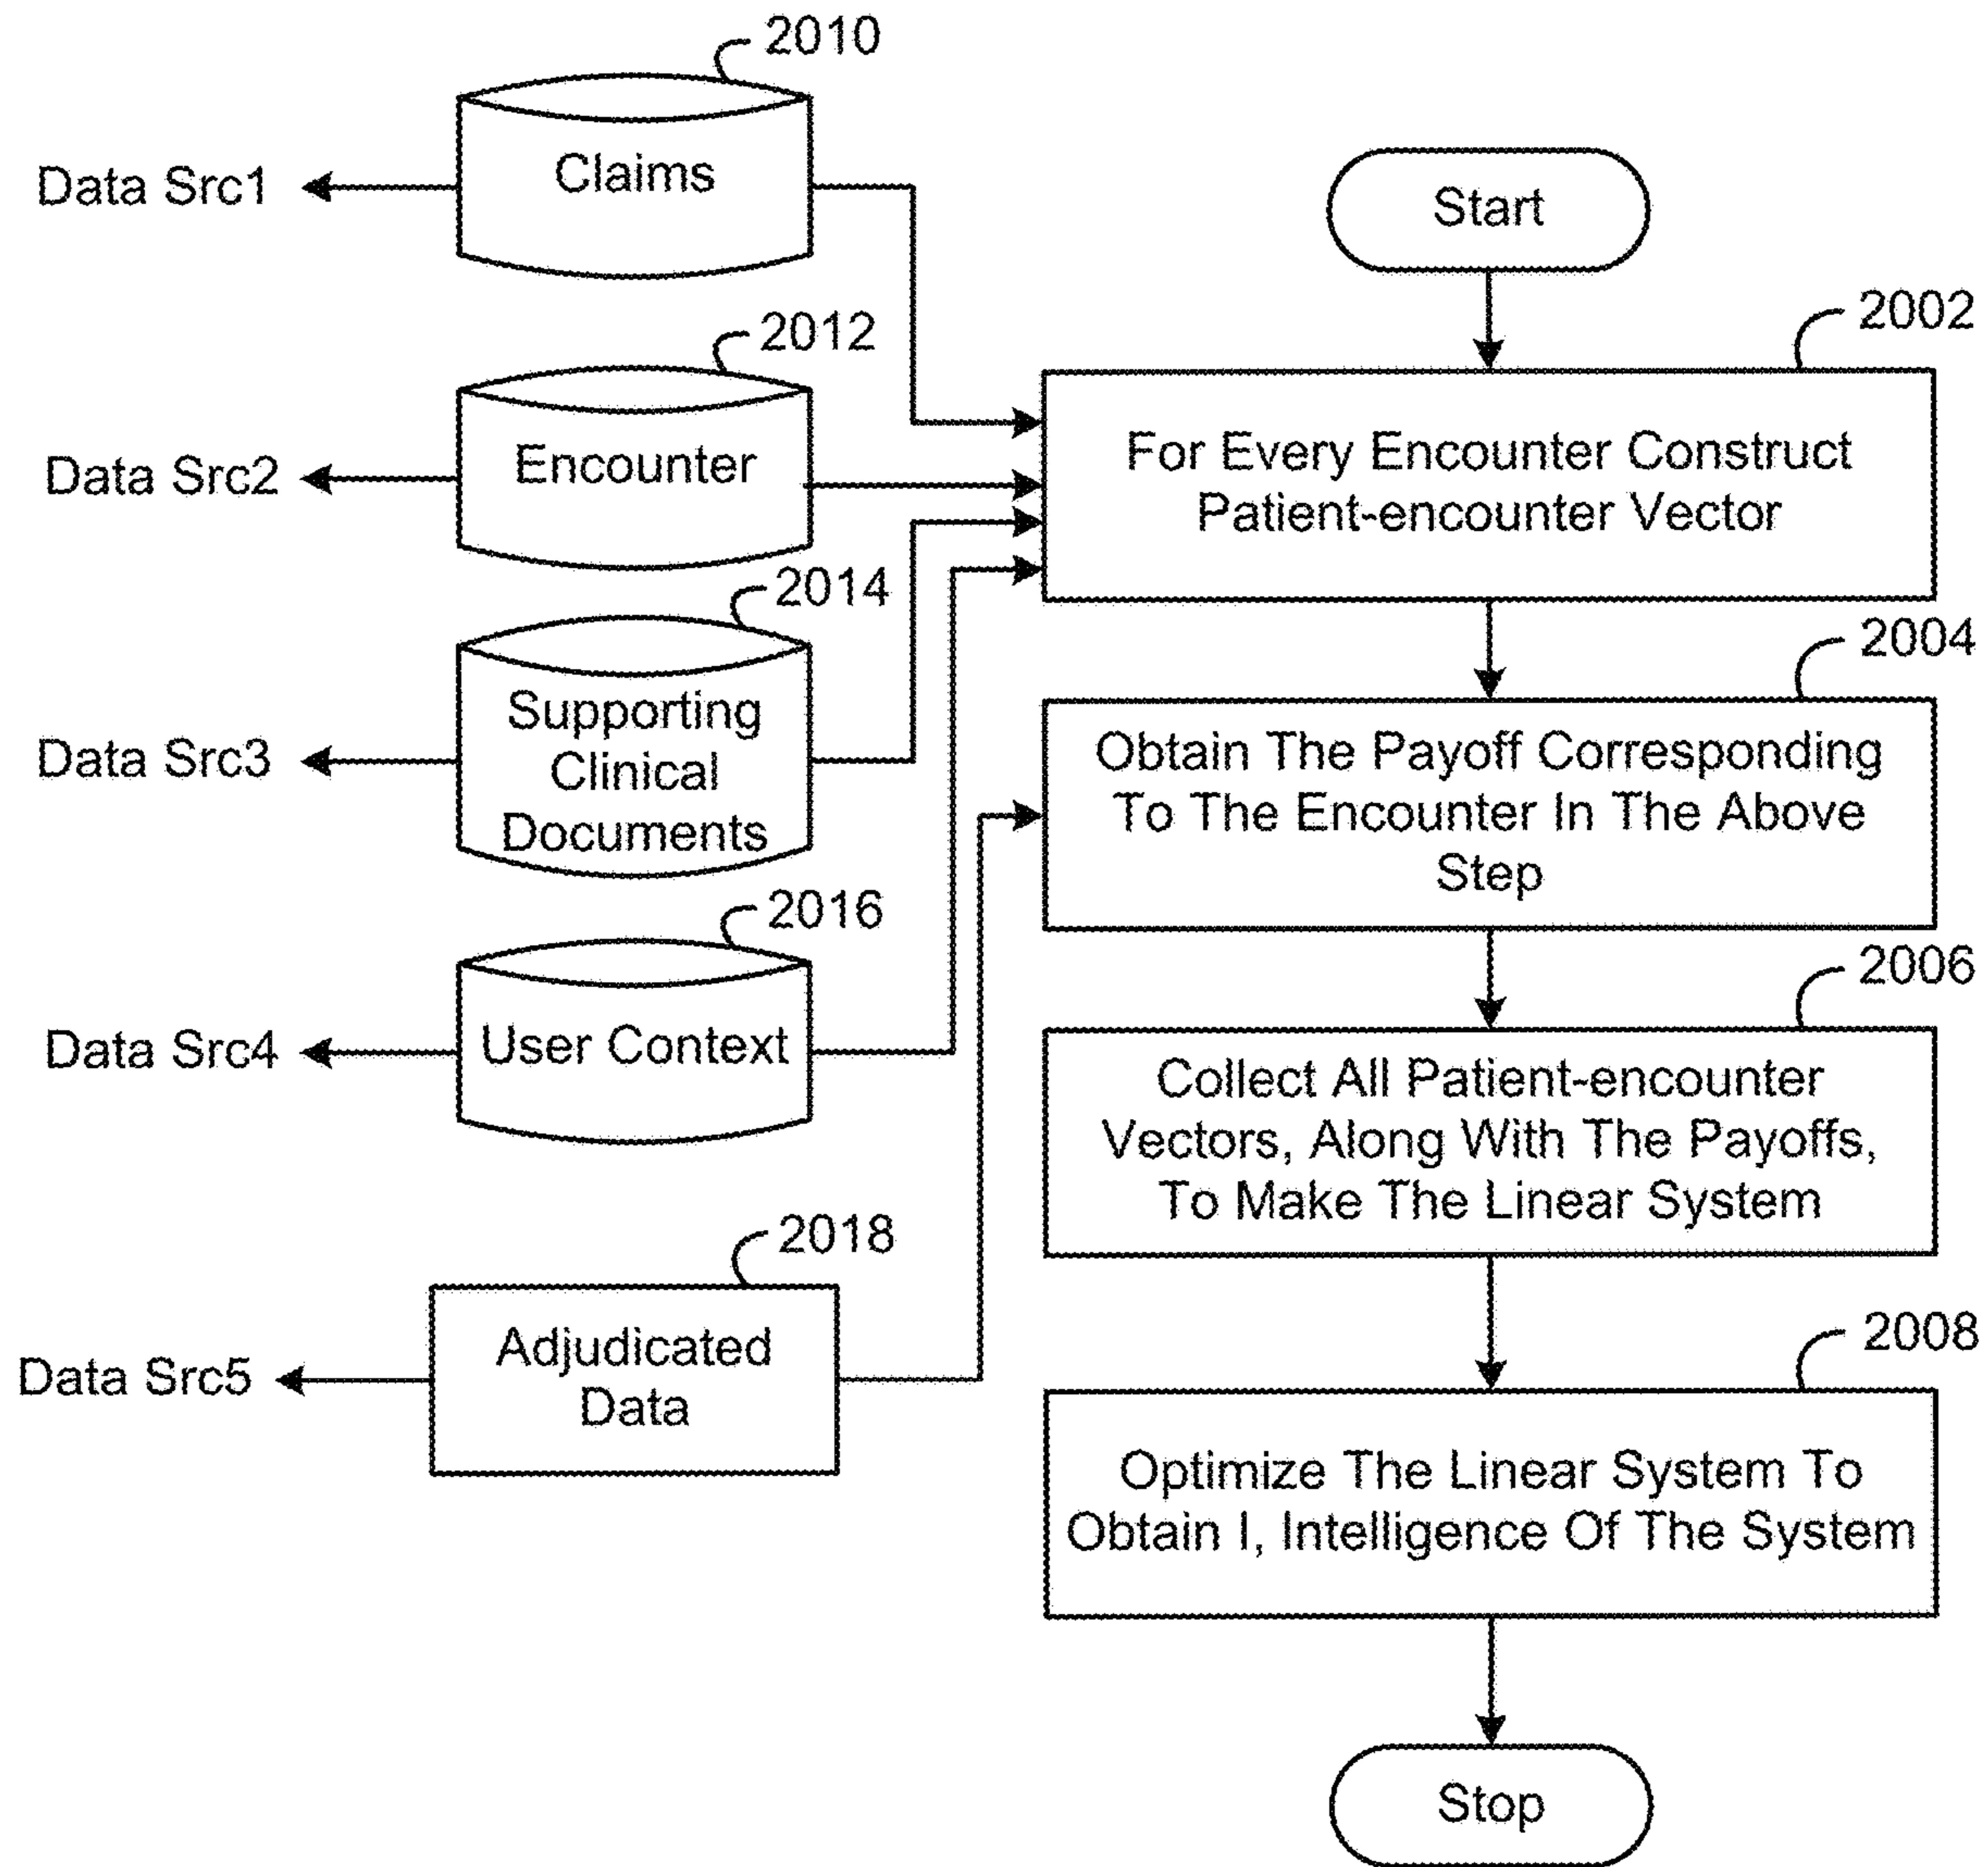 2010
Claims
Data Src1
2012
Encounter
Data Src2
2014
Supporting
Clinical
Documents
Data Src3
2016
User Context
Data Src4
2018
Adjudicated
Data
Data Src5
Start
2002
For Every Encounter Construct
Patient-encounter Vector
2004
Obtain The Payoff Corresponding
To The Encounter In The Above
Step
2006
Collect All Patient-encounter
Vectors, Along With The Payoffs,
To Make The Linear System
2008
Optimize The Linear System To
Obtain I, Intelligence Of The System
Stop